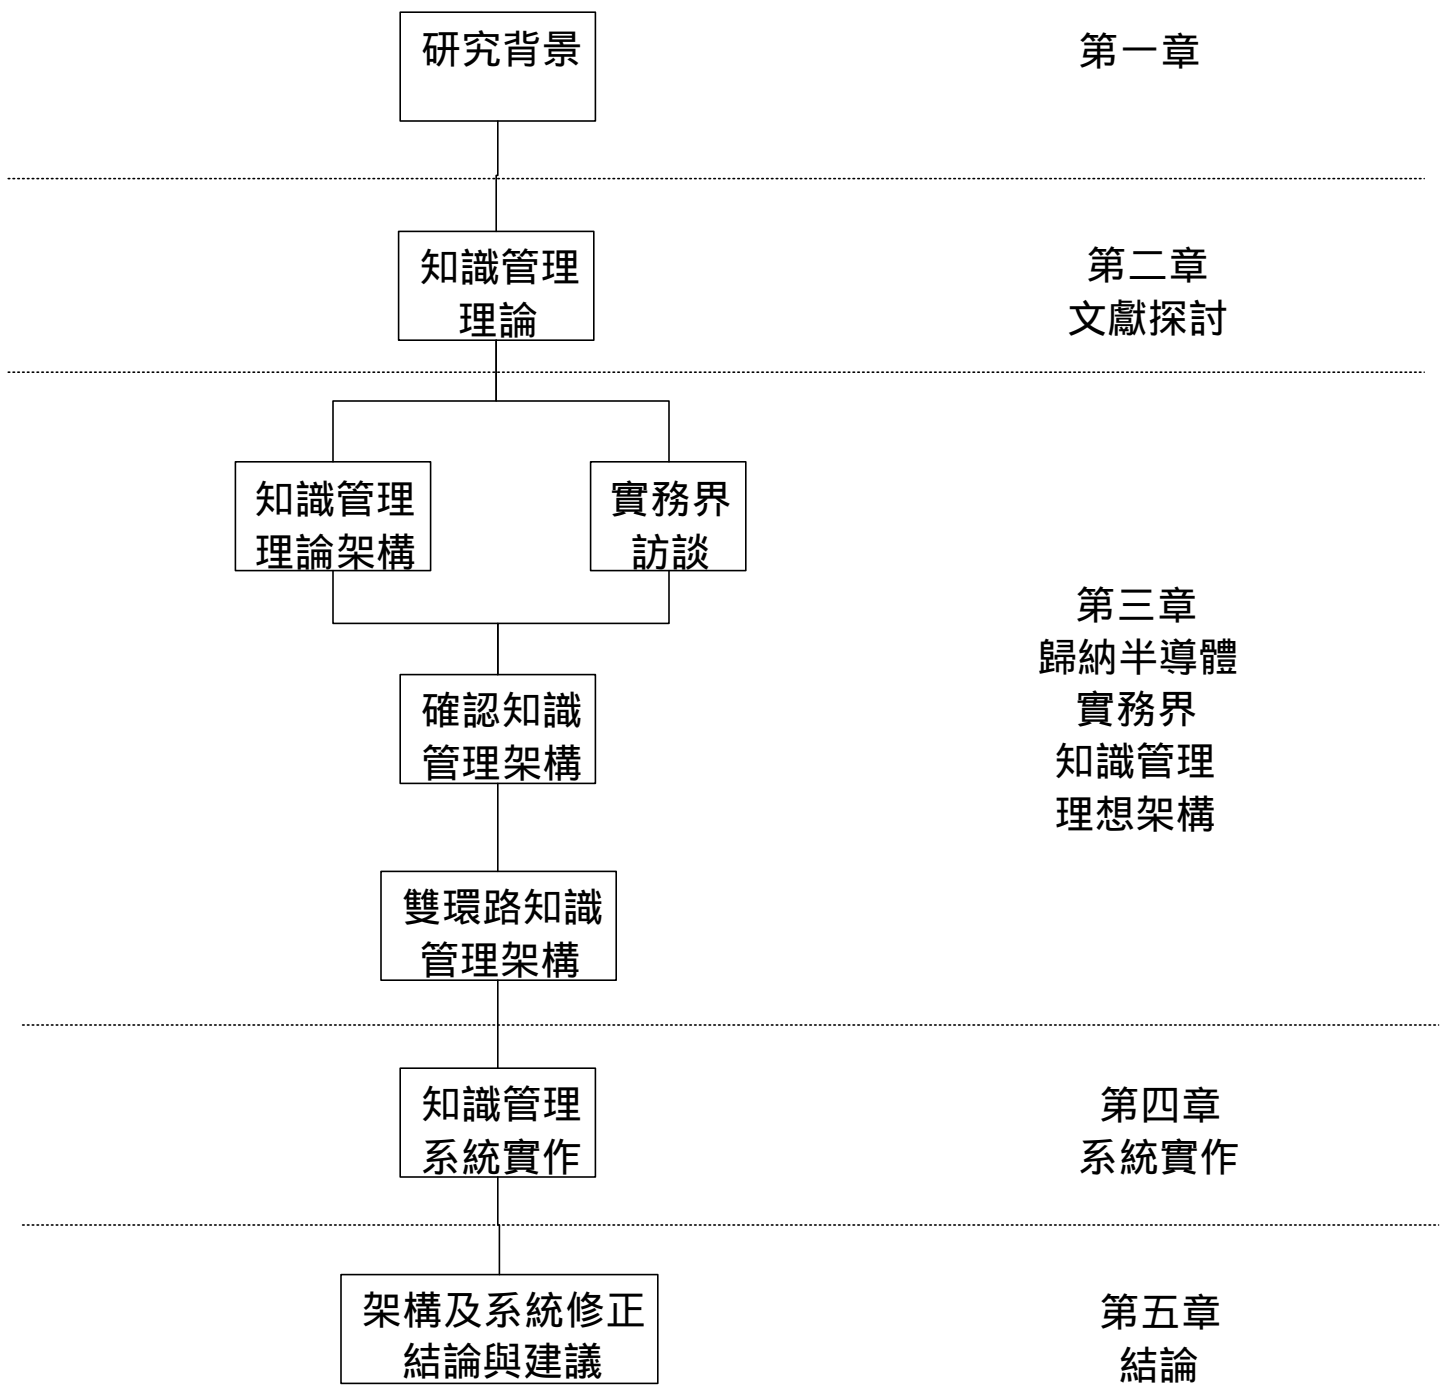 研究背景
第一章
知識管理
理論
第二章
文獻探討
知識管理
理論架構
實務界
訪談
確認知識
管理架構
雙環路知識
管理架構
第三章
歸納半導體
實務界
知識管理
理想架構
知識管理
系統實作
第四章
系統實作
架構及系統修正
結論與建議
第五章
結論